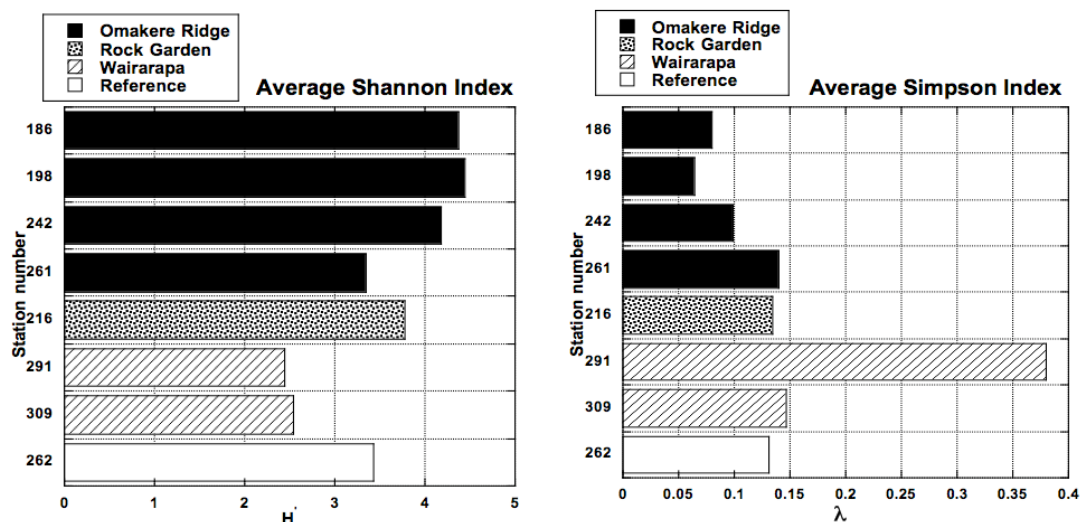 Omakere Ridge
Rock Garden
Wairarapa
Reference
Average Shannon Index
Station number
186
198
242
261
216
291
309
262
0 1 2 3 4 5
H'
Omakere Ridge
Rock Garden
Wairarapa
Reference
Average Simpson Index
Station number
186
198
242
261
216
291
309
262
0 0.05 0.1 0.15 0.2 0.25 0.3 0.35 0.4
λ